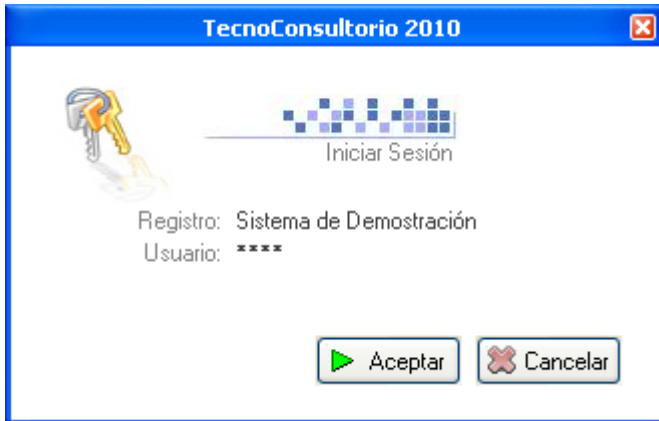 TecnoConsultorio 2010
Iniciar Sesión
Registro: Sistema de Demostración
Usuario: ****
Aceptar
Cancelar